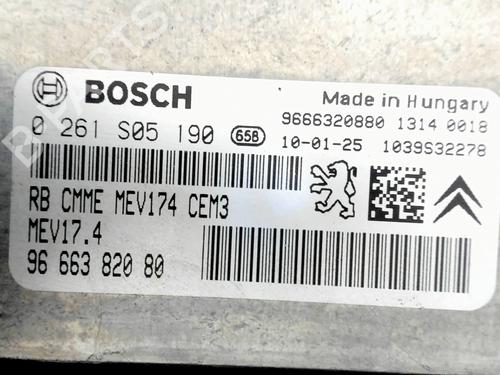 BOSCH
Made in Hungary
9666320880 1314 0018
0 261 S05 190 658
10-01-25 1039S32278
RB CMME MEV174 CEM3
MEV17.4
96 663 820 80